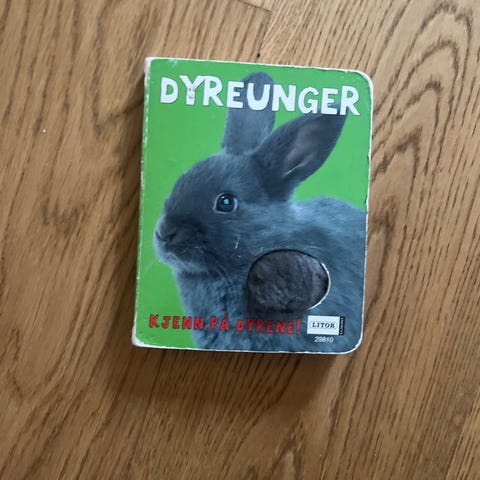 DYREUNGER
KJENN PÅ DYRENE!
LITOR
29810